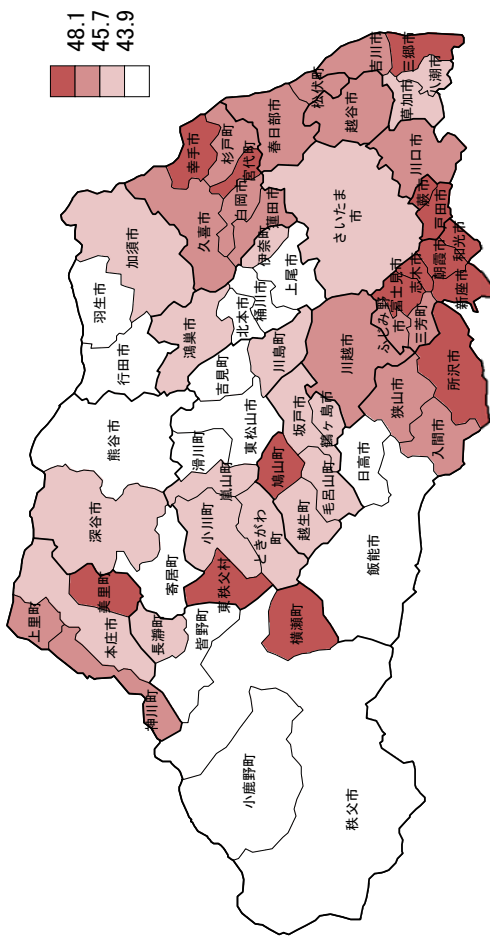 48.1
45.7
43.9
三郷市
吉川市
八潮市
草加市
松伏町
越谷市
春日部市
川口市
幸手市
杉戸町
宮代町
白岡市
蓮田市
久喜市
伊奈町
さいたま
市
蕨市
戸田市
加須市
上尾市
桶川市
北本市
朝霞市
和光市
志木市
新座市
富士見市
ふじみ野
市
三芳町
羽生市
行田市
鴻巣市
吉見町
川島町
川越市
所沢市
狭山市
入間市
熊谷市
東松山市
滑川町
坂戸市
鶴ヶ島市
鳩山町
毛呂山町
日高市
嵐山町
小川町
ときがわ
町
越生町
飯能市
深谷市
寄居町
東秩父村
美里町
上里町
本庄市
長瀞町
皆野町
横瀬町
神川町
小鹿野町
秩父市